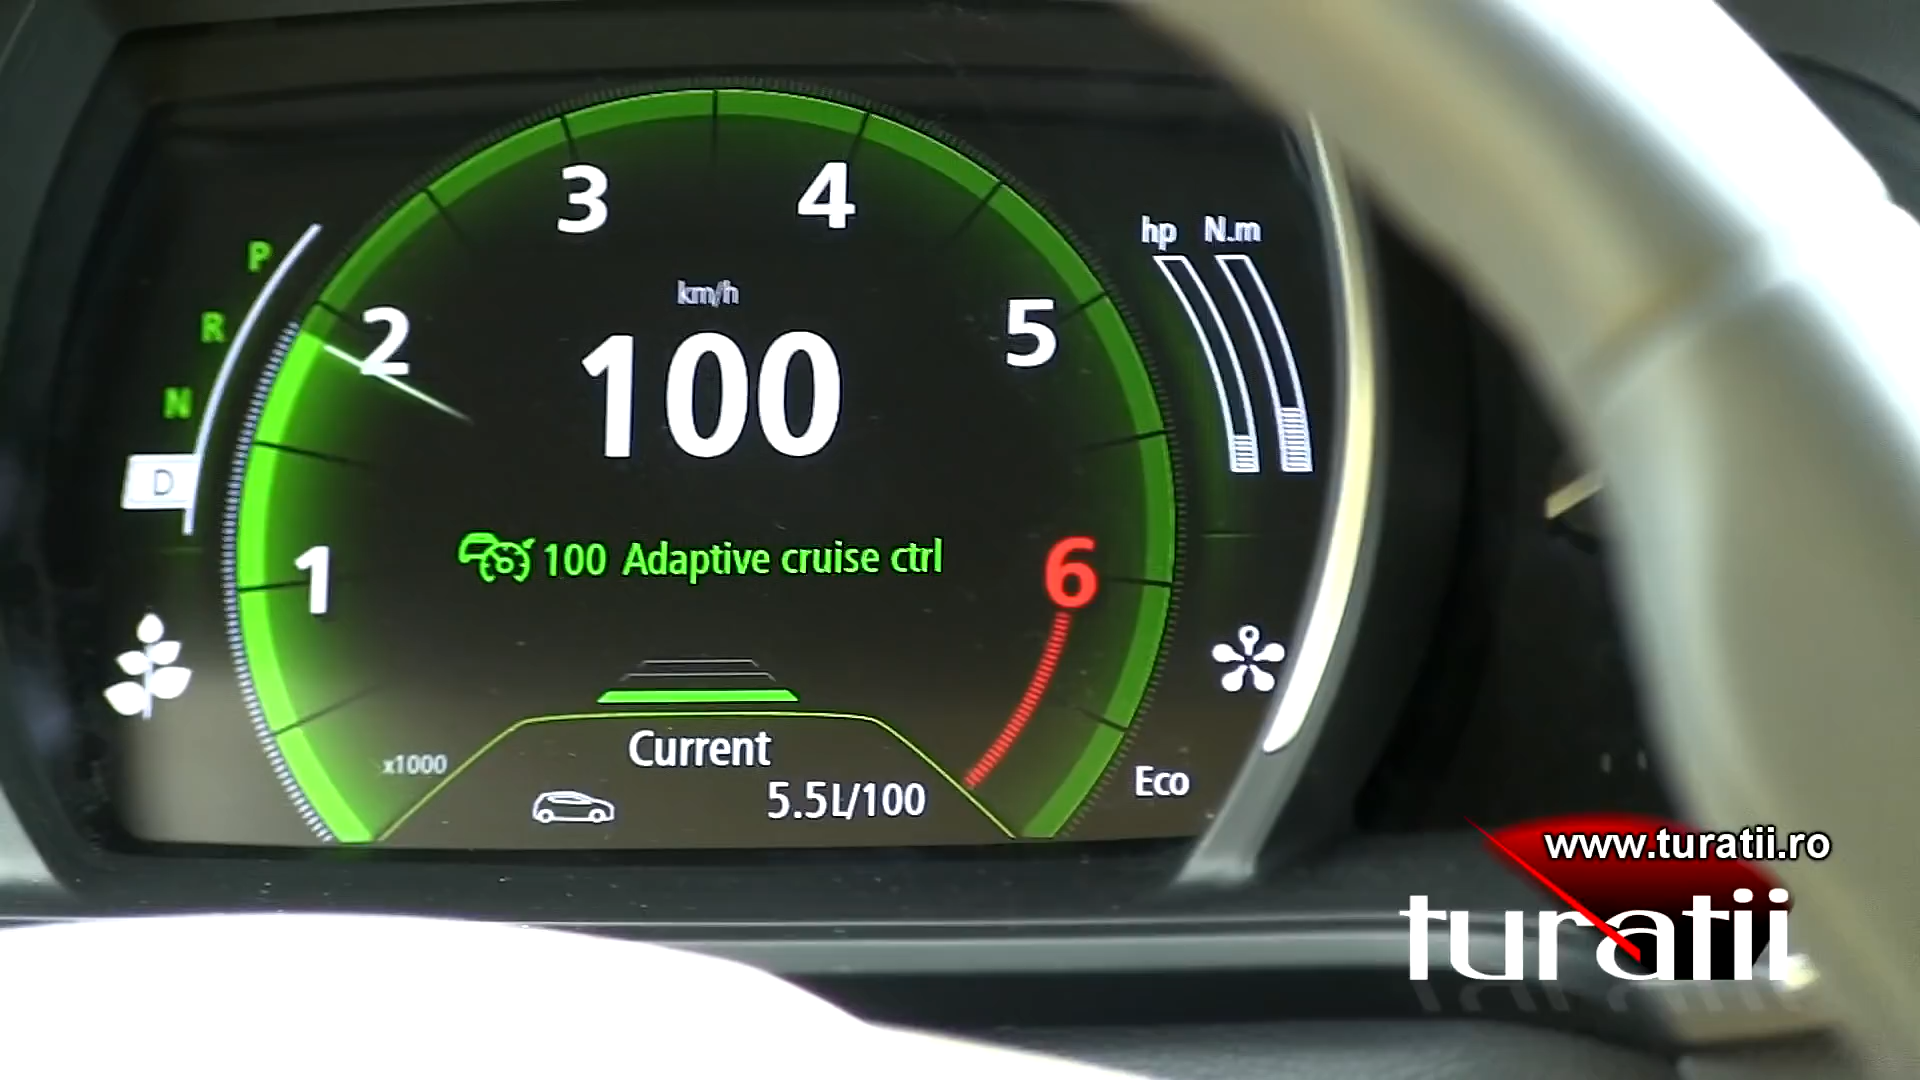 3 4
hp N.m
P
km/h
R
2
5
100
N
D
100 Adaptive cruise ctrl
6
1
Current
x1000
Eco
5.5L/100
www.turatii.ro
turatii